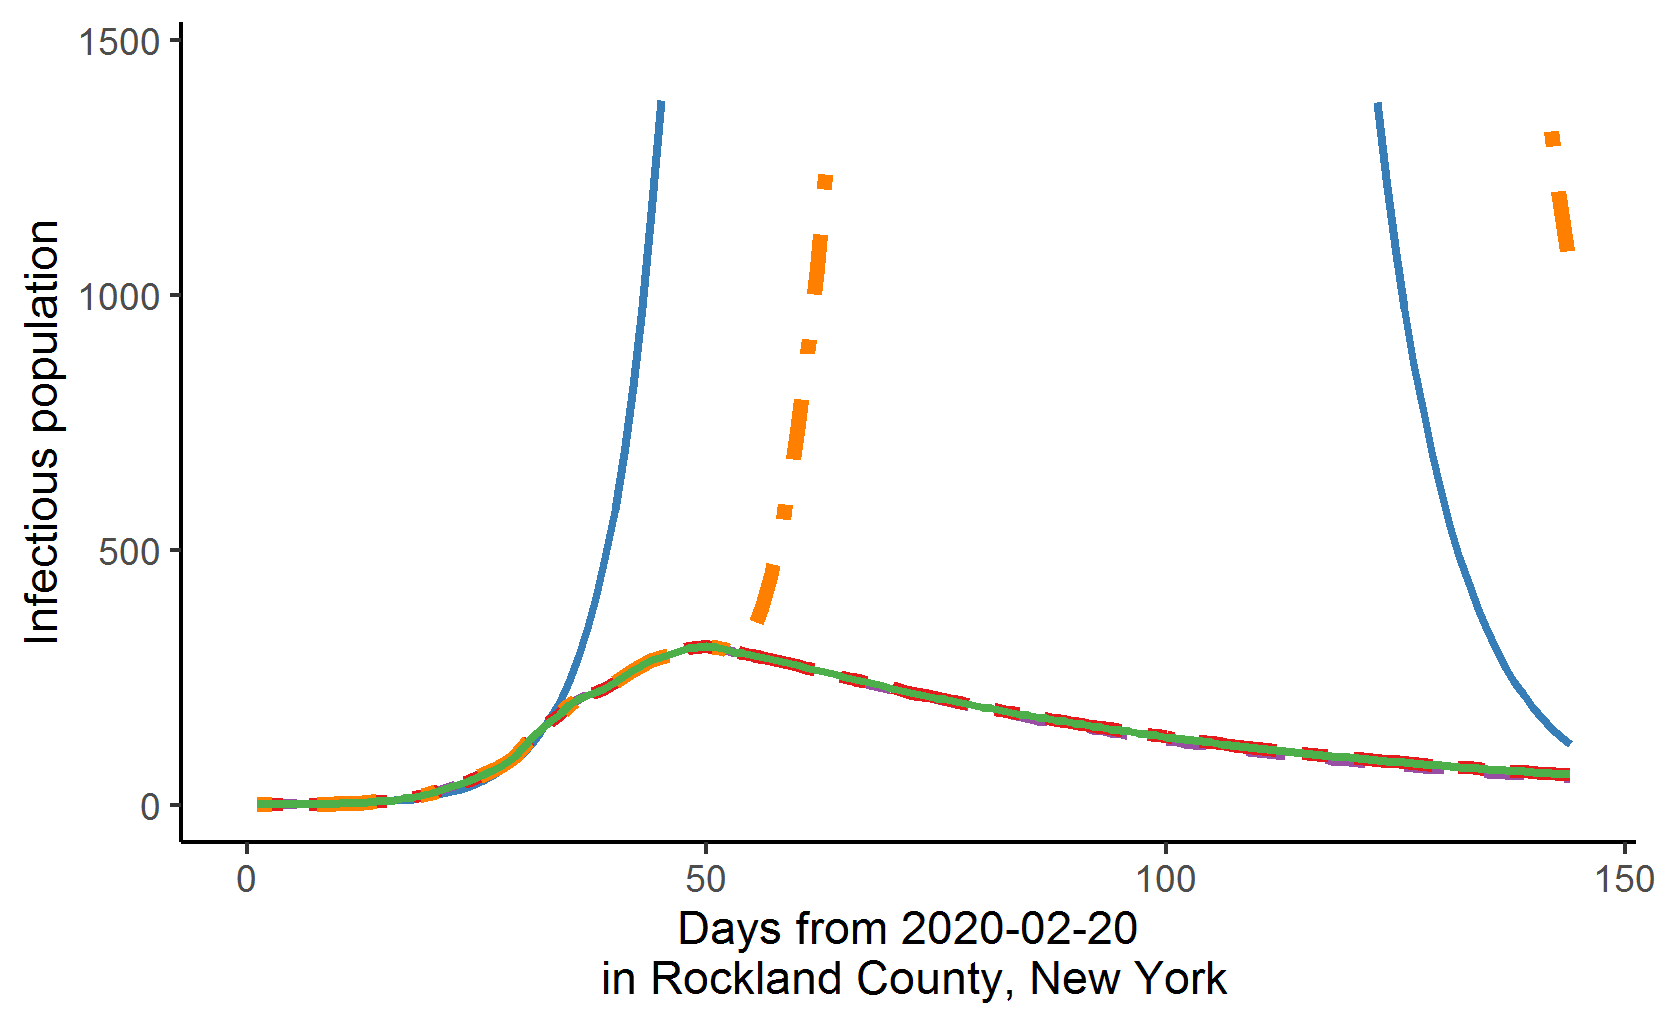 1500
1000
500
0
Infectious population
0 50 100 150
Days from 2020-02-20
in Rockland County, New York